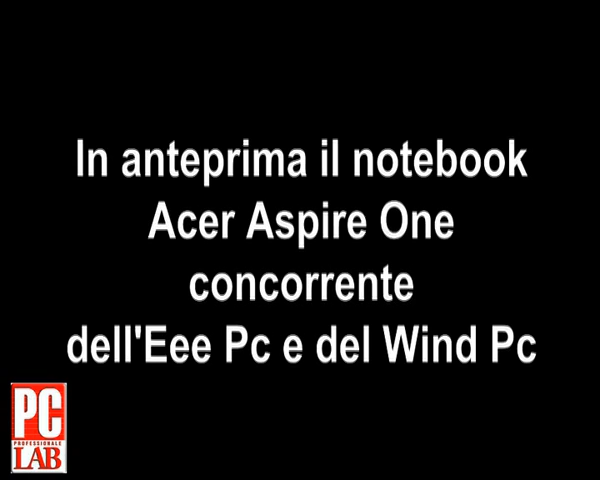 In anteprima il notebook
Acer Aspire One
concorrente
dell'Eee Pc e del Wind Pc
PC
PROFESSIONALE
LAB